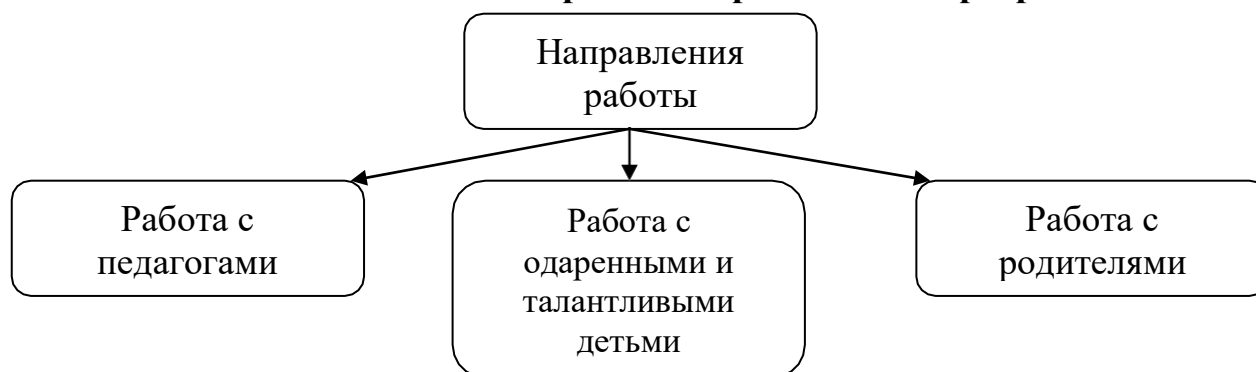 Направления
работы
Работа с
педагогами
Работа с
одаренными и
талантливыми
детьми
Работа с
родителями